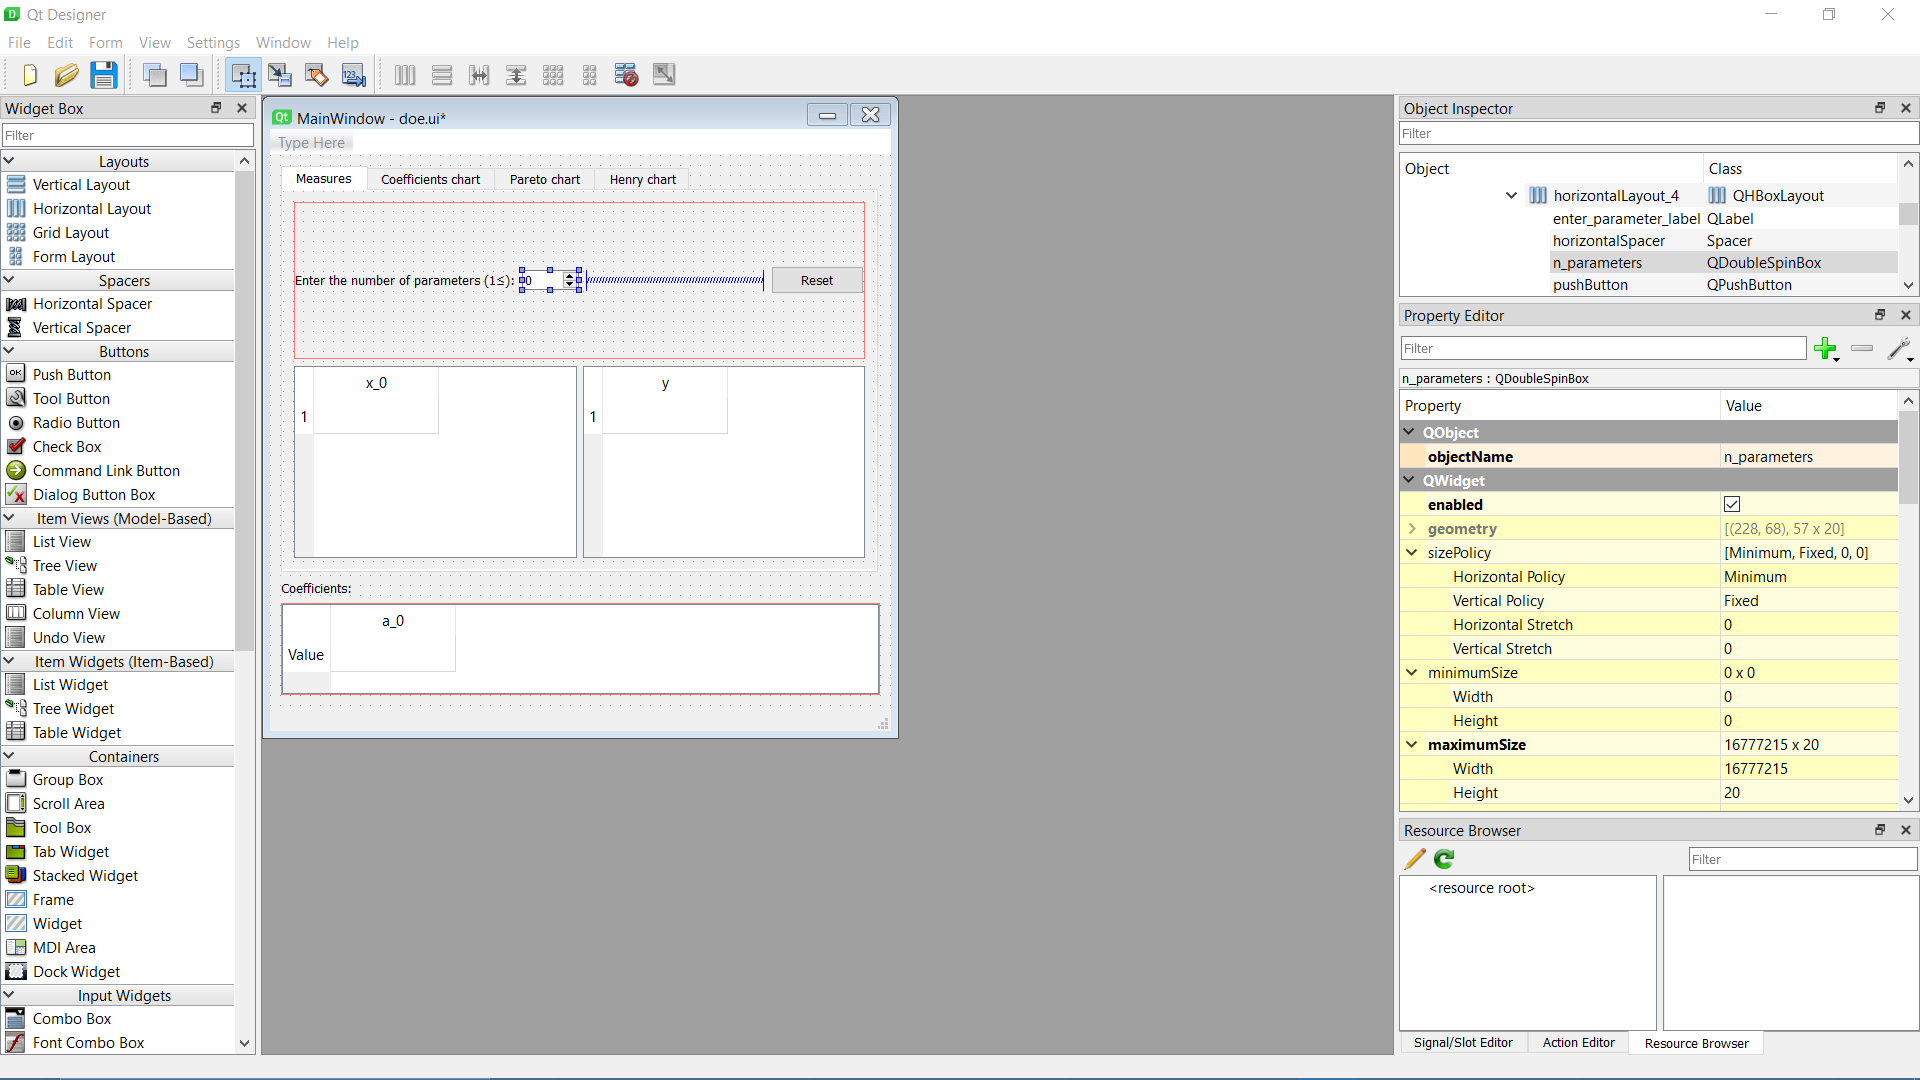 Qt Designer
File Edit Form View Settings Window Help
Widget Box
Filter
Layouts
Vertical Layout
Horizontal Layout
Grid Layout
Form Layout
Spacers
Horizontal Spacer
Vertical Spacer
Buttons
Push Button
Tool Button
Radio Button
Check Box
Command Link Button
Dialog Button Box
Item Views (Model-Based)
List View
Tree View
Table View
Column View
Undo View
Item Widgets (Item-Based)
List Widget
Tree Widget
Table Widget
Containers
Group Box
Scroll Area
Tool Box
Tab Widget
Stacked Widget
Frame
Widget
MDI Area
Dock Widget
Input Widgets
Combo Box
Font Combo Box
MainWindow - doe.ui*
Type Here
Measures Coefficients chart Pareto chart Henry chart
Enter the number of parameters (1≤): 0 Reset
x_0 y
1 1
Coefficients:
a_0
Value
Object Inspector
Filter
Object Class
horizontalLayout_4 QHBoxLayout
enter_parameter_label QLabel
horizontalSpacer Spacer
n_parameters QDoubleSpinBox
pushButton QPushButton
Property Editor
Filter
n_parameters : QDoubleSpinBox
Property Value
QObject
objectName n_parameters
QWidget
enabled
geometry [(228, 68), 57 x 20]
sizePolicy [Minimum, Fixed, 0, 0]
Horizontal Policy Minimum
Vertical Policy Fixed
Horizontal Stretch 0
Vertical Stretch 0
minimumSize 0 x 0
Width 0
Height 0
maximumSize 16777215 x 20
Width 16777215
Height 20
Resource Browser
Filter
<resource root>
Signal/Slot Editor Action Editor Resource Browser